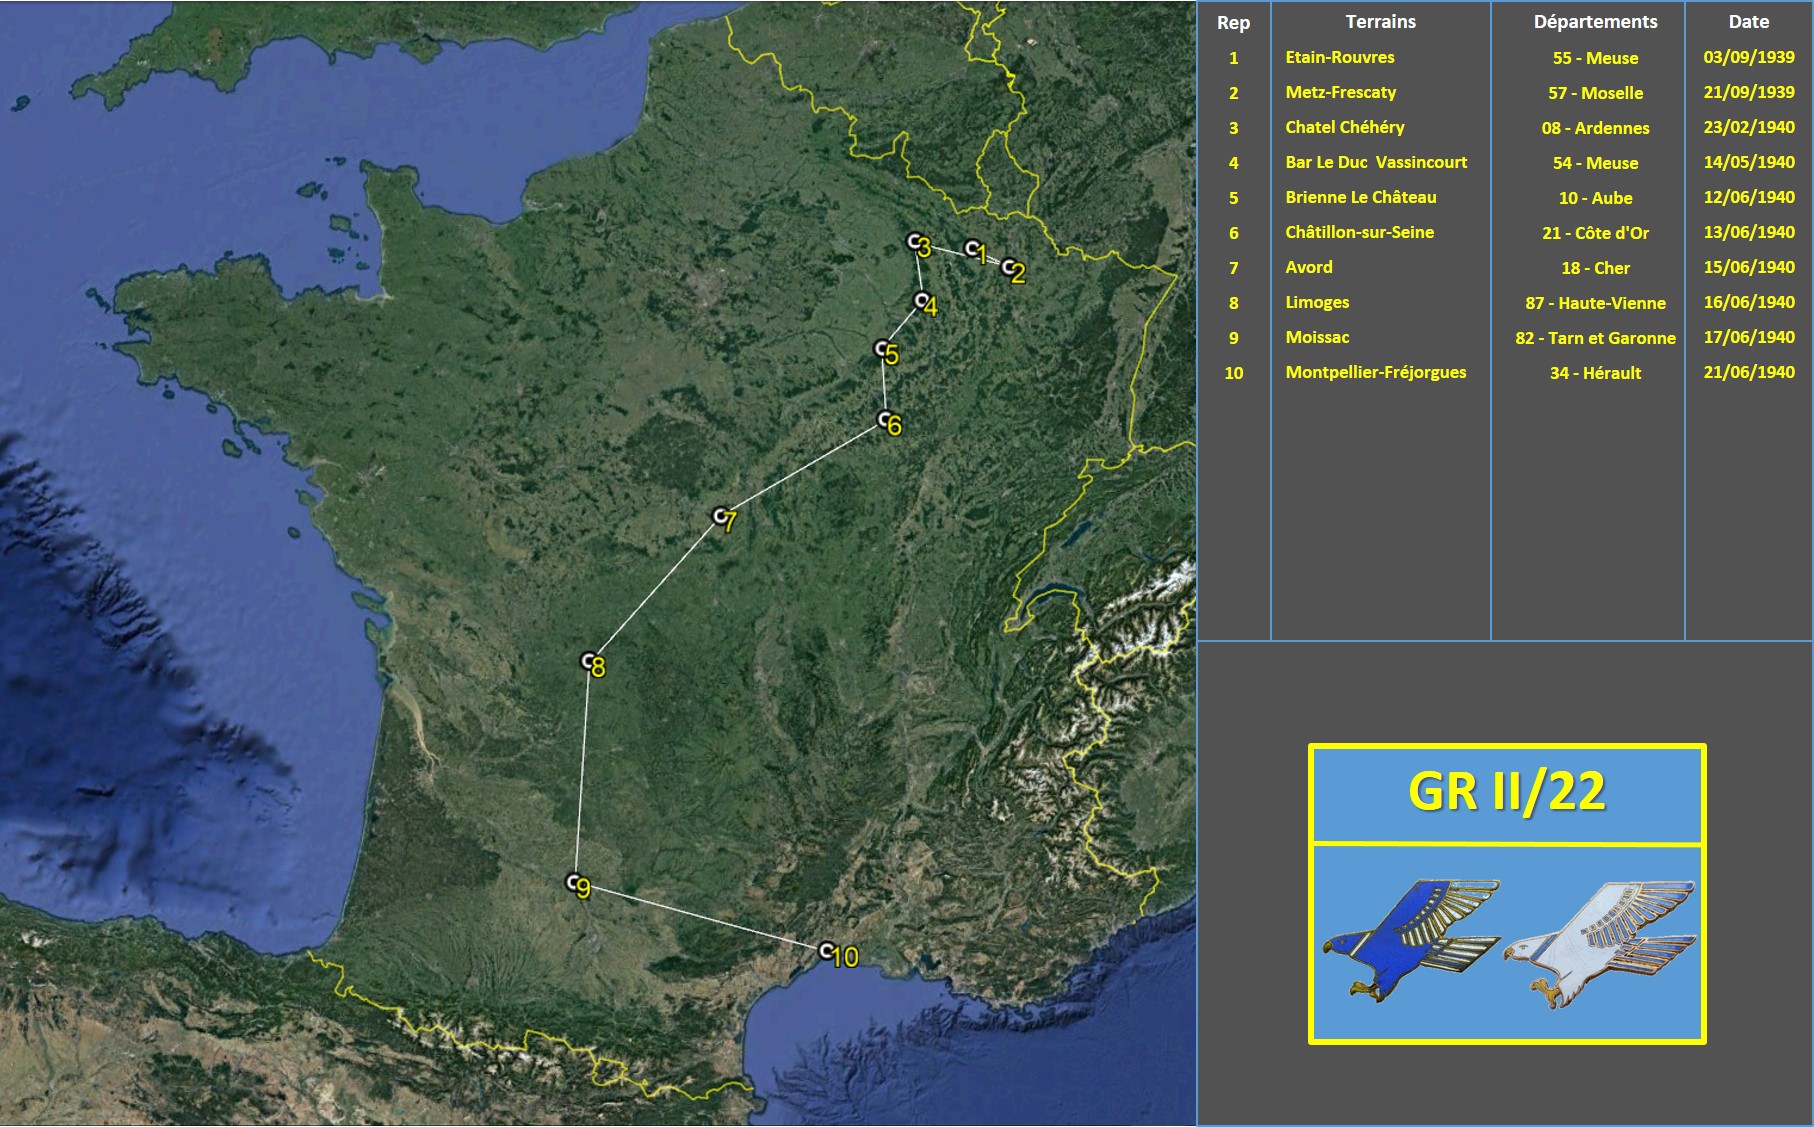 Rep Terrains Départements Date
1 Etain-Rouvres 55 - Meuse 03/09/1939
2 Metz-Frescaty 57 - Moselle 21/09/1939
3 Chatel Chéhéry 08 - Ardennes 23/02/1940
4 Bar Le Duc Vassincourt 54 - Meuse 14/05/1940
5 Brienne Le Château 10 - Aube 12/06/1940
6 Châtillon-sur-Seine 21 - Côte d'Or 13/06/1940
7 Avord 18 - Cher 15/06/1940
8 Limoges 87 - Haute-Vienne 16/06/1940
9 Moissac 82 - Tarn et Garonne 17/06/1940
10 Montpellier-Fréjorgues 34 - Hérault 21/06/1940
3
1
2
4
5
6
7
8
9
10
GR II/22